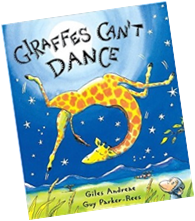 GIRAFFES CAN'T
DANCE
Giles Andreae
Guy Parker-Rees